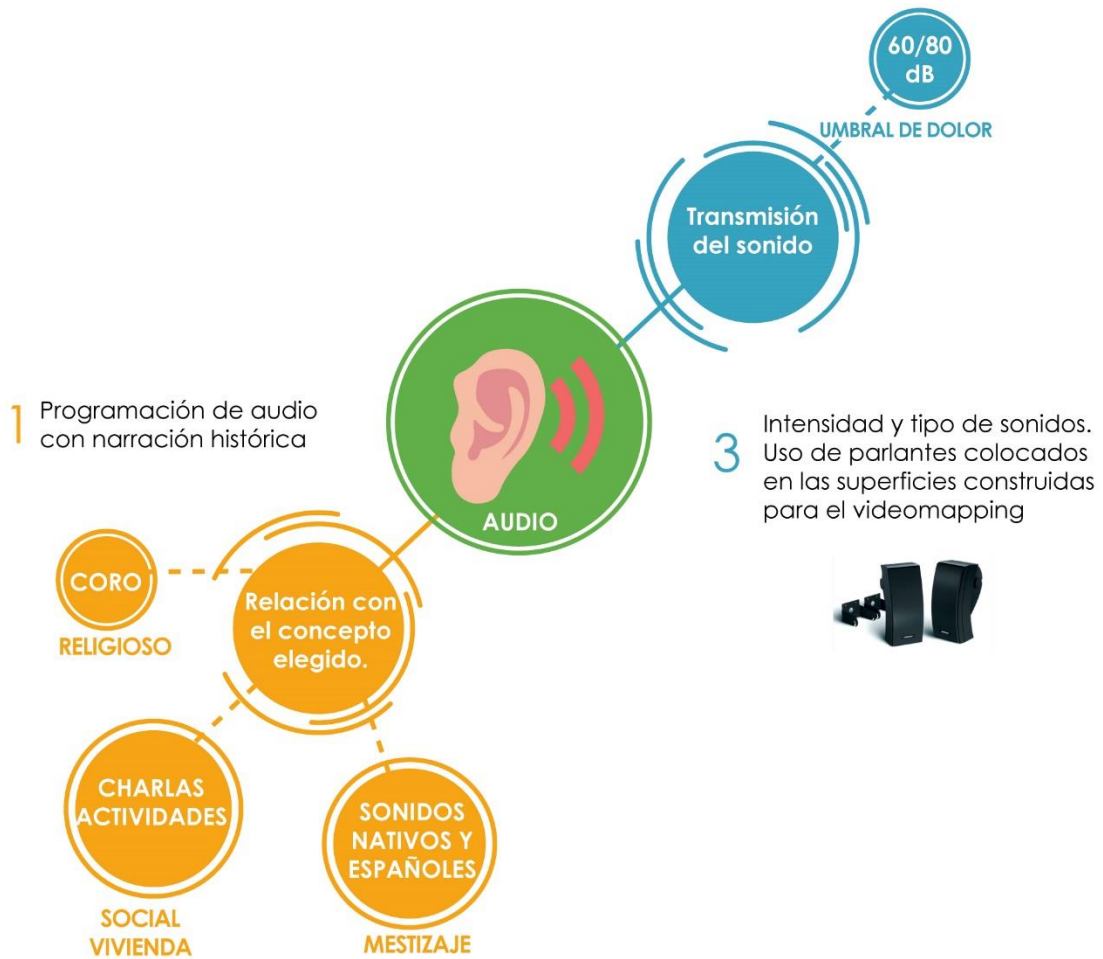 60/80
dB
UMBRAL DE DOLOR
Transmisión
del sonido
AUDIO
1 Programación de audio
con narración histórica
3 Intensidad y tipo de sonidos.
Uso de parlantes colocados
en las superficies construidas
para el videomapping
CORO
RELIGIOSO
Relación con
el concepto
elegido.
CHARLAS
ACTIVIDADES
SOCIAL
VIVIENDA
SONIDOS
NATIVOS Y
ESPAÑOLES
MESTIZAJE